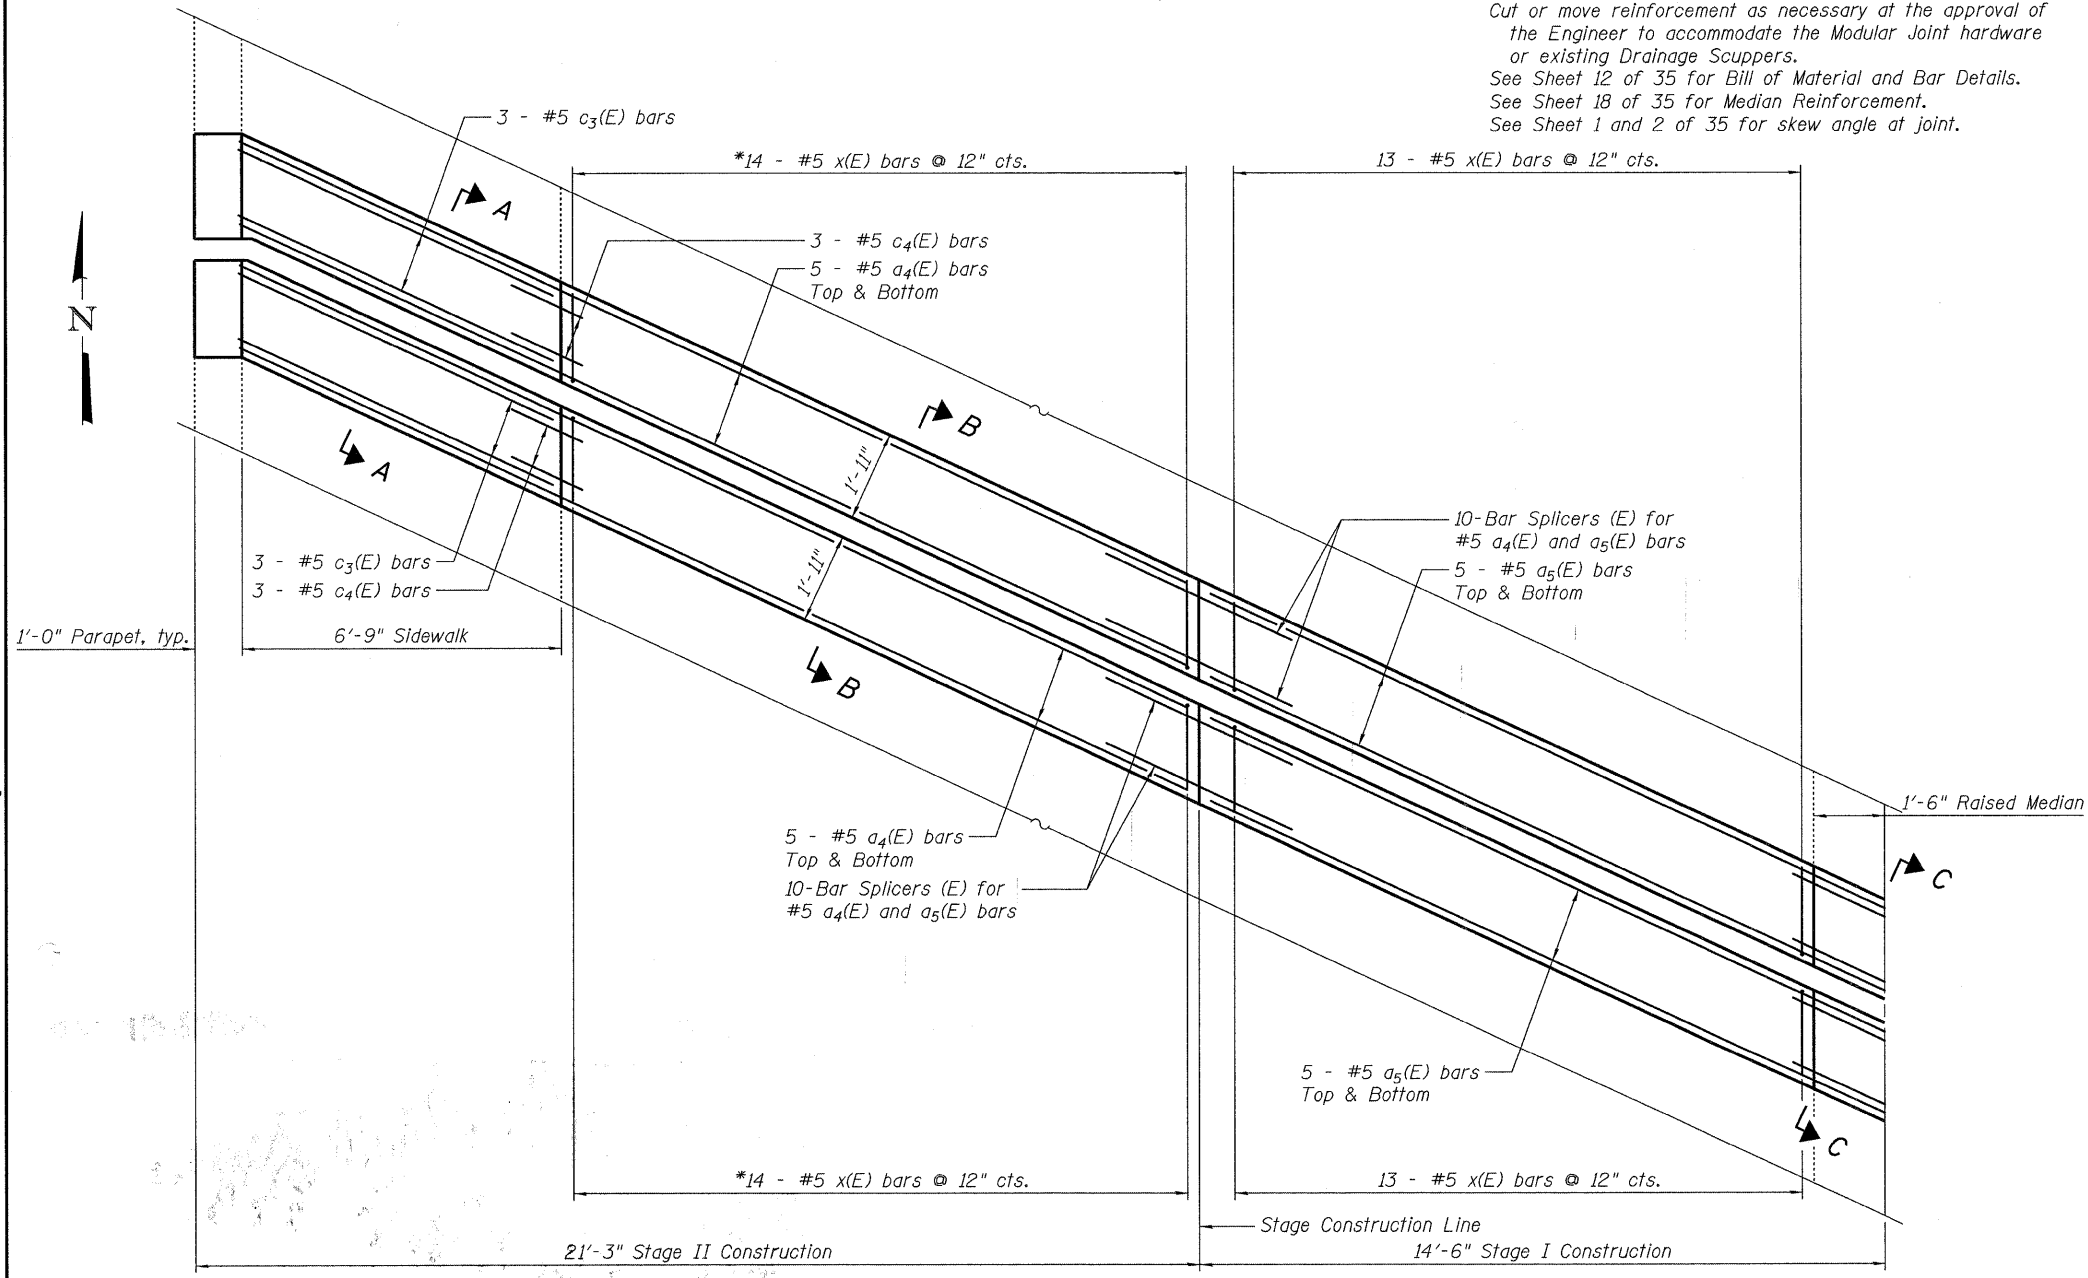 Cut or move reinforcement as necessary at the approval of
the Engineer to accommodate the Modular Joint hardware
or existing Drainage Scuppers.
See Sheet 12 of 35 for Bill of Material and Bar Details.
See Sheet 18 of 35 for Median Reinforcement.
See Sheet 1 and 2 of 35 for skew angle at joint.
3 - #5 c3(E) bars
*14 - #5 x(E) bars @ 12" cts.
13 - #5 x(E) bars @ 12" cts.
A
3 - #5 c4(E) bars
5 - #5 a4(E) bars
Top & Bottom
N
B
1'-11"
A
10-Bar Splicers (E) for
#5 a4(E) and a5(E) bars
5 - #5 a5(E) bars
Top & Bottom
3 - #5 c3(E) bars
3 - #5 c4(E) bars
1'-11"
1'-0" Parapet, typ.
6'-9" Sidewalk
B
1'-6" Raised Median
5 - #5 a4(E) bars
Top & Bottom
10-Bar Splicers (E) for
#5 a4(E) and a5(E) bars
C
5 - #5 a5(E) bars
Top & Bottom
C
*14 - #5 x(E) bars @ 12" cts.
13 - #5 x(E) bars @ 12" cts.
Stage Construction Line
21'-3" Stage II Construction
14'-6" Stage I Construction